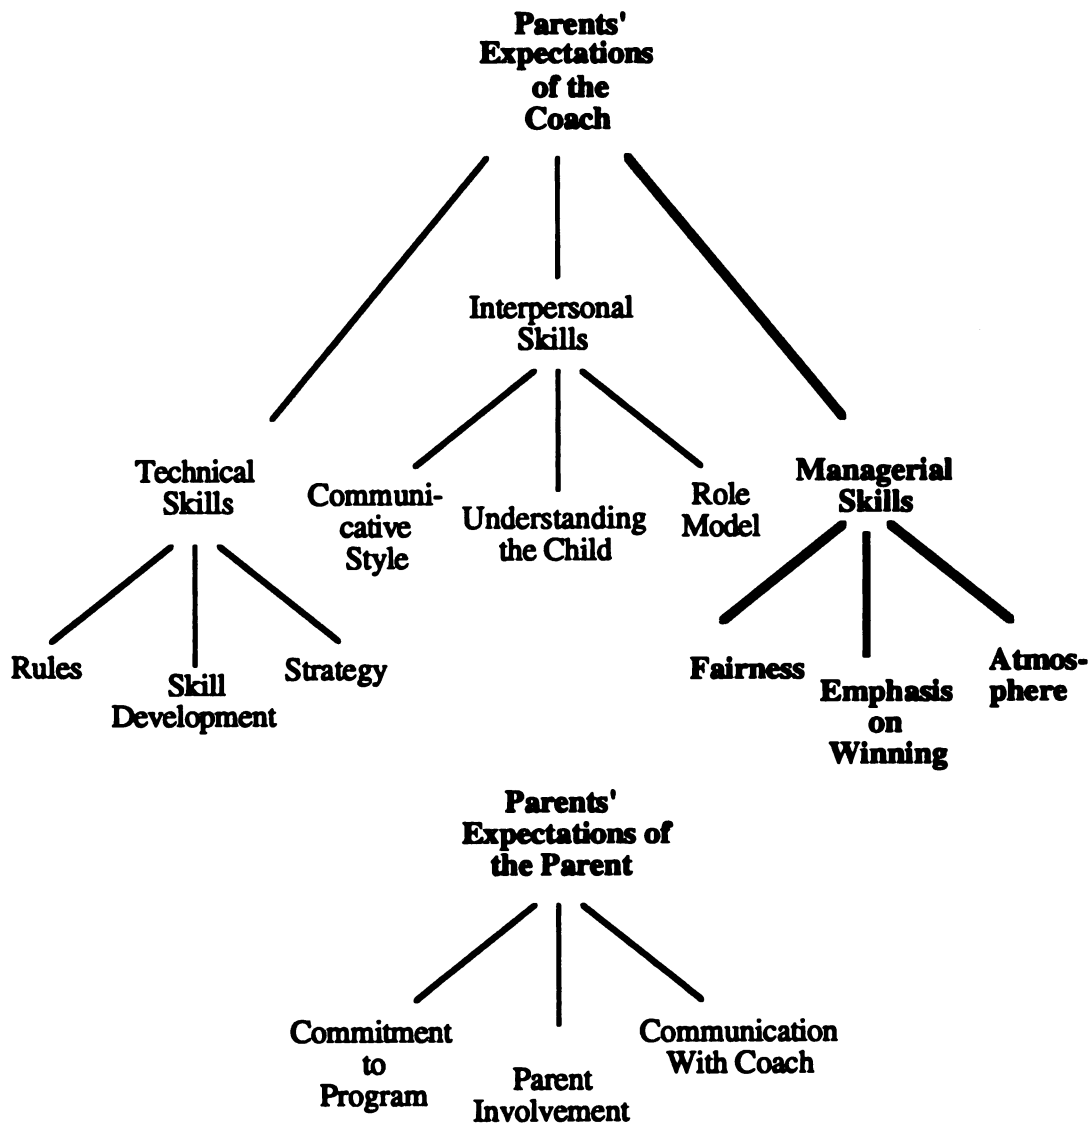 Parents'
Expectations
of the
Coach
Interpersonal
Skills
Technical
Skills
Communi-
cative
Style
Understanding
the Child
Role
Model
Managerial
Skills
Rules
Skill
Development
Strategy
Fairness
Emphasis
on
Winning
Atmos-
phere
Parents'
Expectations of
the Parent
Commitment
to
Program
Parent
Involvement
Communication
With Coach